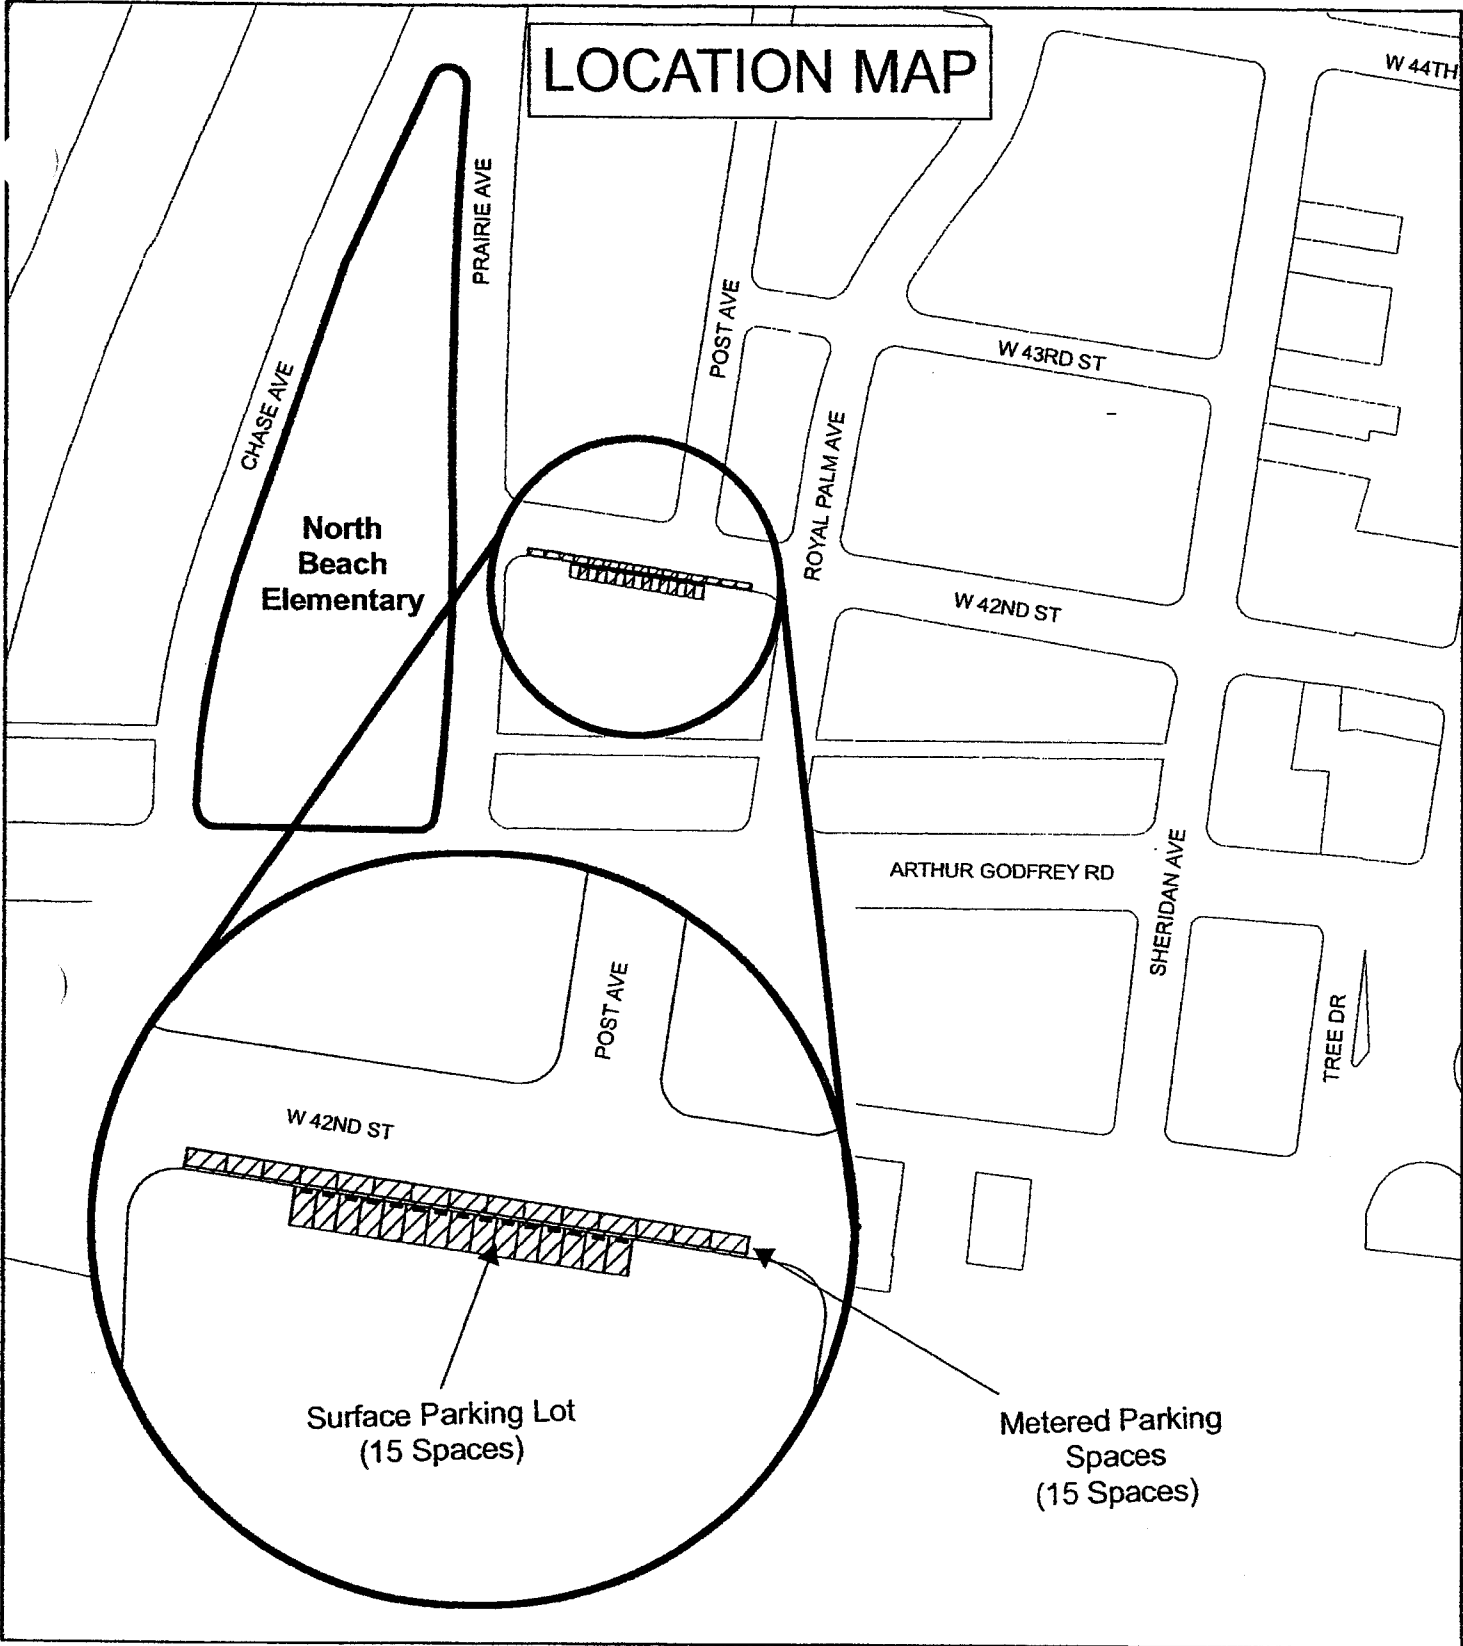 LOCATION MAP
W 44TH
PRAIRIE AVE
POST AVE
W 43RD ST
CHASE AVE
ROYAL PALM AVE
North
Beach
Elementary
W 42ND ST
ARTHUR GODFREY RD
SHERIDAN AVE
POST AVE
TREE DR
W 42ND ST
Surface Parking Lot
(15 Spaces)
Metered Parking
Spaces
(15 Spaces)